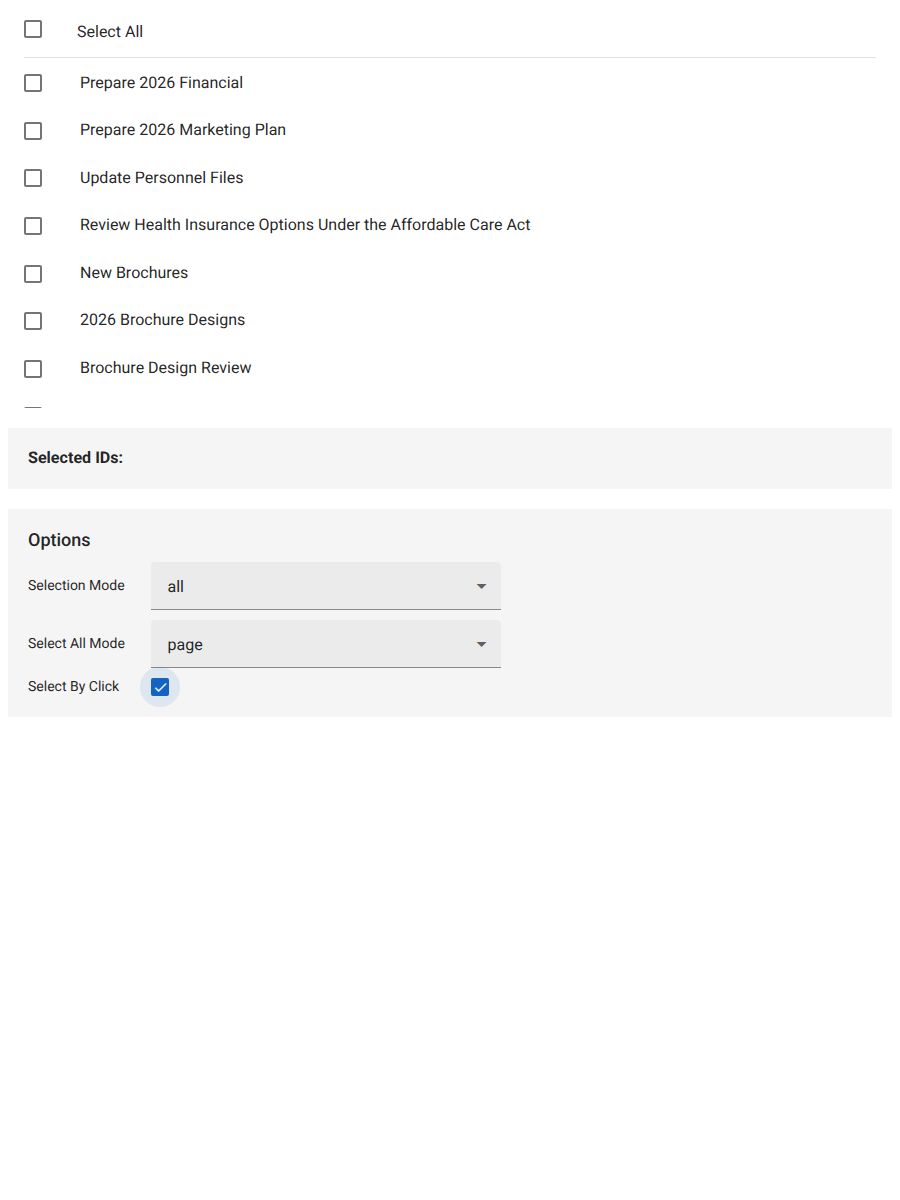 Select All
Prepare 2026 Financial
Prepare 2026 Marketing Plan
Update Personnel Files
Review Health Insurance Options Under the Affordable Care Act
New Brochures
2026 Brochure Designs
Brochure Design Review
Selected IDs:
Options
Selection Mode all
Select All Mode page
Select By Click